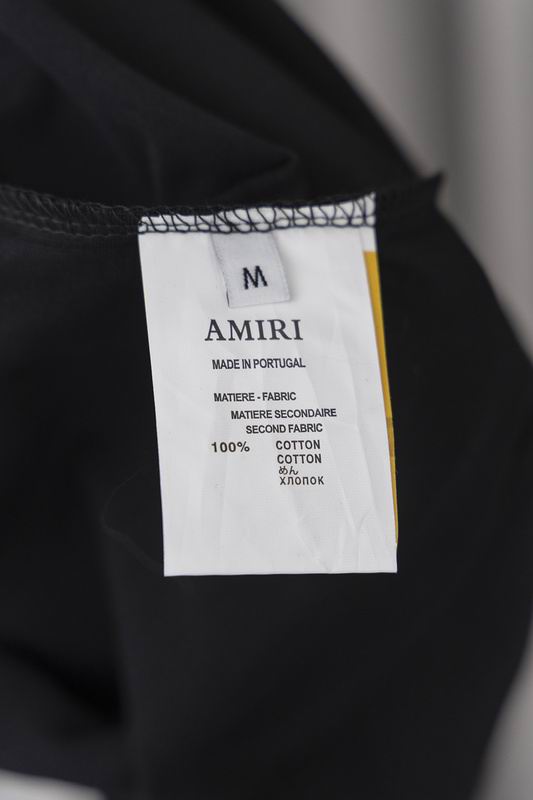 M
AMIRI
MADE IN PORTUGAL
MATIERE - FABRIC
MATIERE SECONDAIRE
SECOND FABRIC
100% COTTON
COTTON
めん
ХЛОПОК